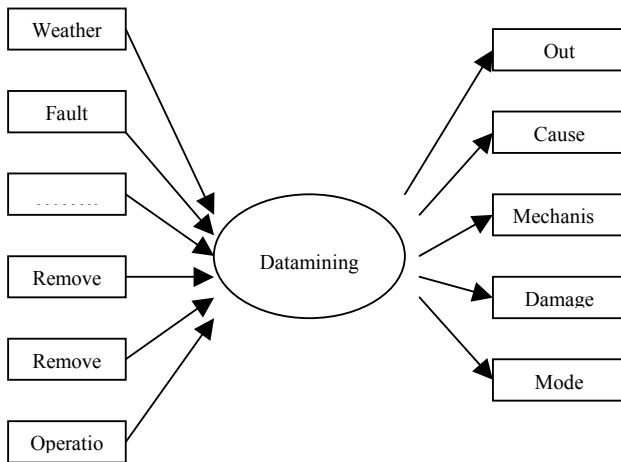 Weather
Fault
.........
Remove
Remove
Operatio
Datamining
Out
Cause
Mechanis
Damage
Mode